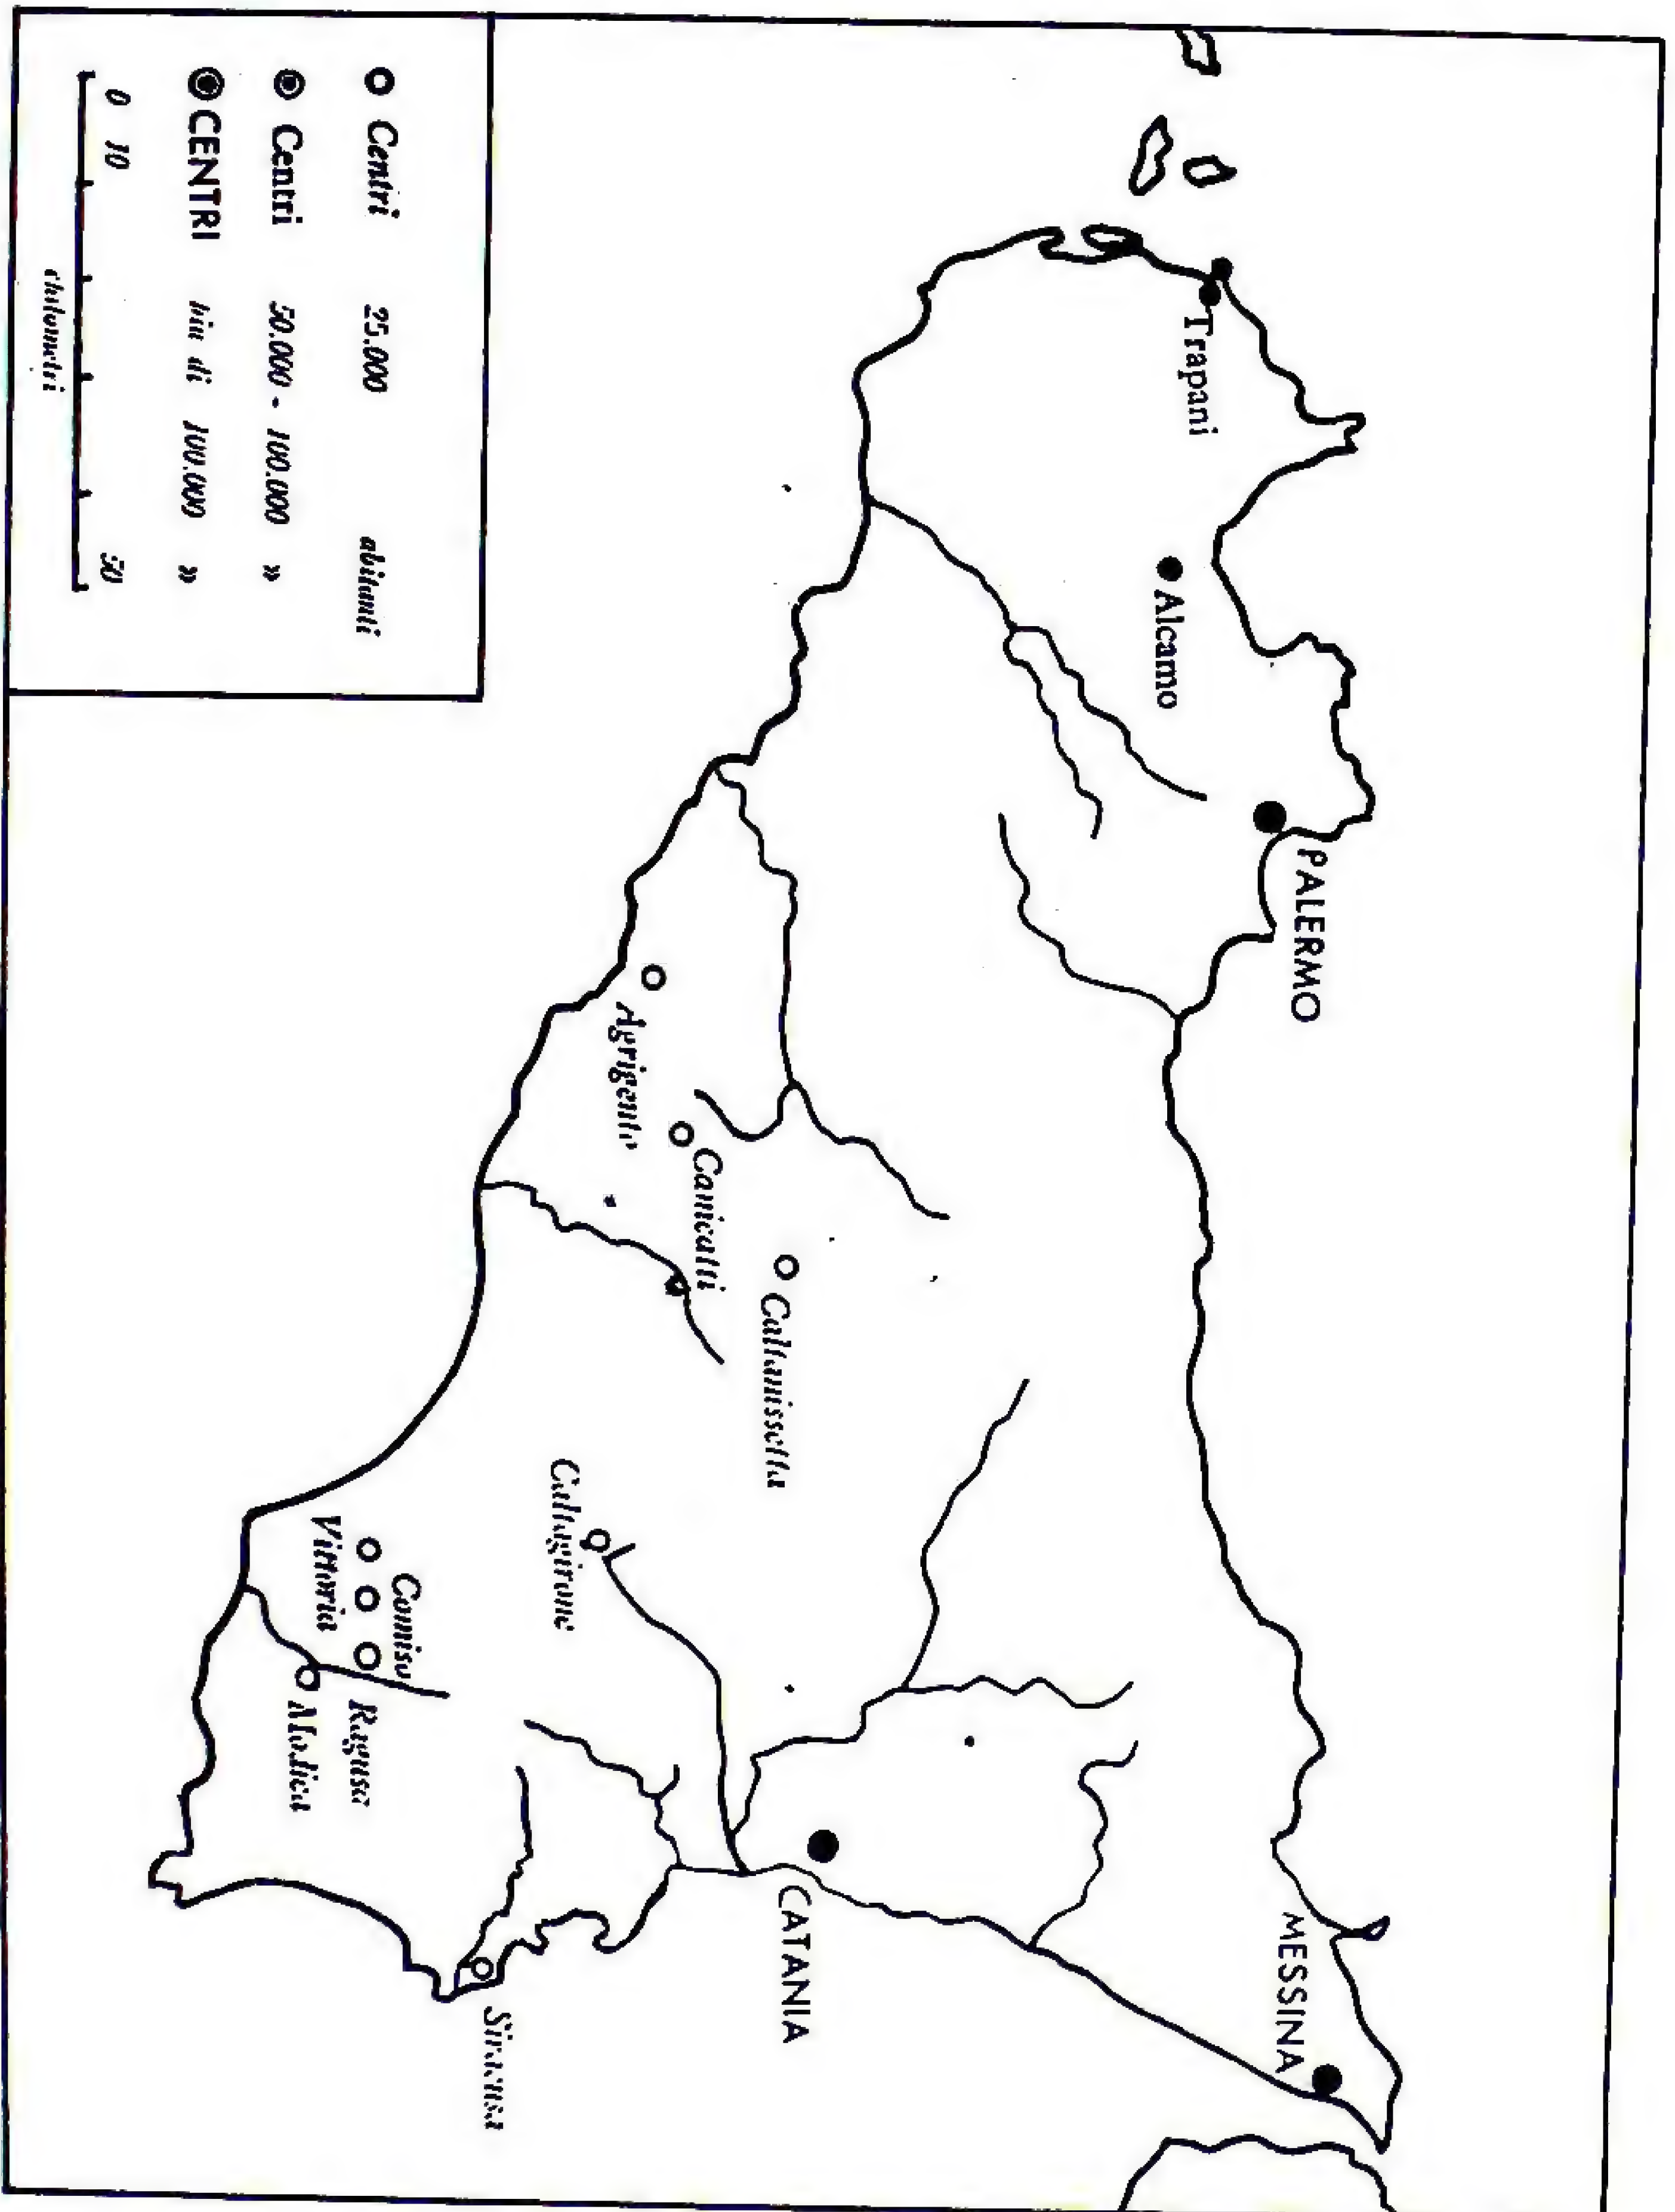 PALERMO
MESSINA
Trapani
Alcamo
CATANIA
Caltanissetta
Canicattì
Agrigento
Caltagirone
Siracusa
Comiso
Vittoria
Ragusa
Modica
Centri 25.000 abitanti
Centri 50.000 - 100.000 »
CENTRI più di 100.000 »
0 10 50
chilometri